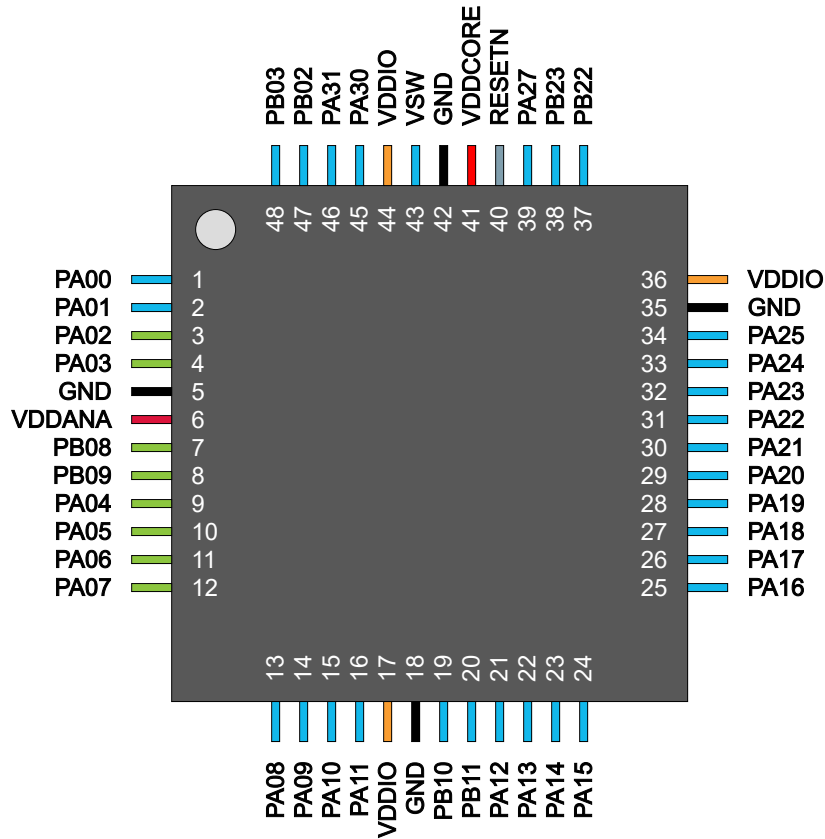 PB03 PB02 PA31 PA30 VDDIO VSW GND VDDCORE RESETN PA27 PB23 PB22
48 47 46 45 44 43 42 41 40 39 38 37
PA00 1 36 VDDIO
PA01 2 35 GND
PA02 3 34 PA25
PA03 4 33 PA24
GND 5 32 PA23
VDDANA 6 31 PA22
PB08 7 30 PA21
PB09 8 29 PA20
PA04 9 28 PA19
PA05 10 27 PA18
PA06 11 26 PA17
PA07 12 25 PA16
13 14 15 16 17 18 19 20 21 22 23 24
PA08 PA09 PA10 PA11 VDDIO GND PB10 PB11 PA12 PA13 PA14 PA15